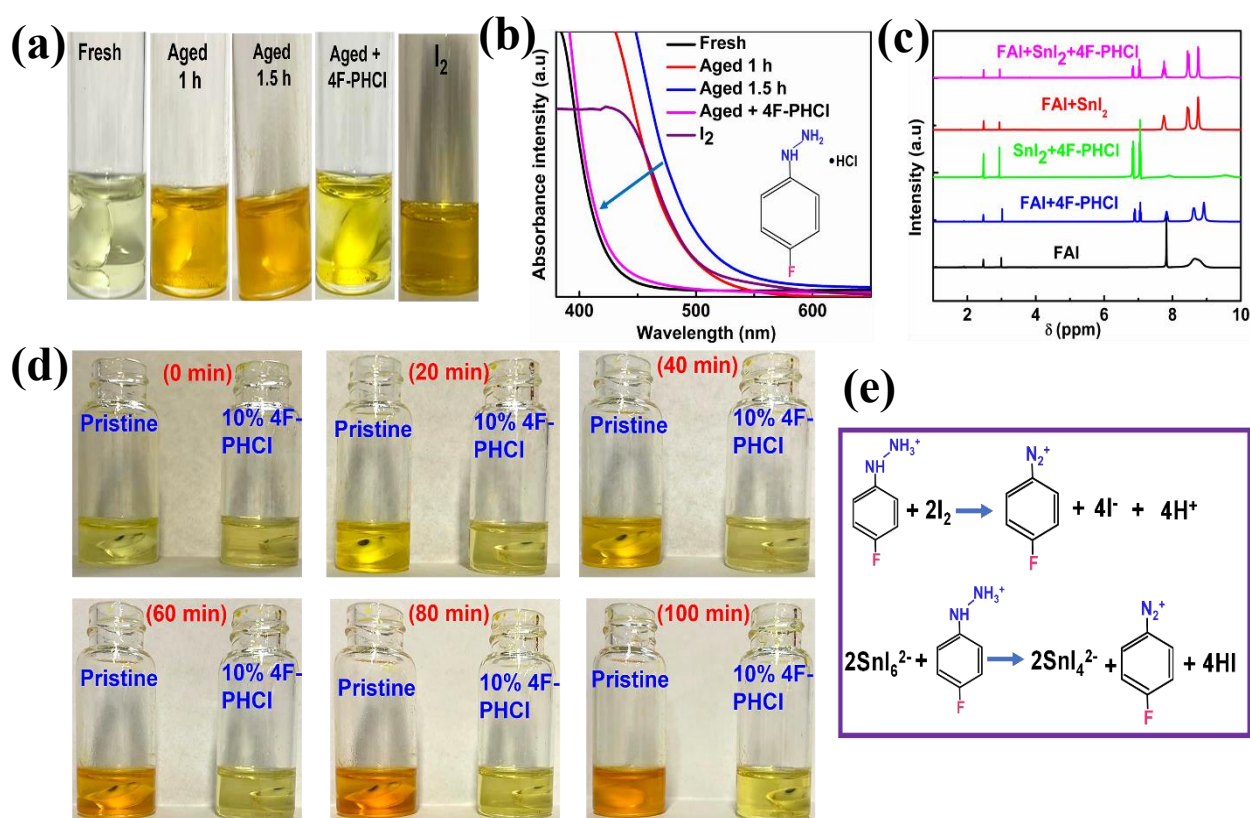 (a)
Fresh
Aged
1 h
Aged
1.5 h
Aged +
4F-PHCl
I₂
(b)
Fresh
Aged 1 h
Aged 1.5 h
Aged + 4F-PHCl
I₂
NH₂
NH
•HCl
F
Absorbance intensity (a.u)
400
500
600
Wavelength (nm)
(c)
FAI+SnI₂+4F-PHCl
FAI+SnI₂
SnI₂+4F-PHCl
FAI+4F-PHCl
FAI
Intensity (a.u)
2
4
6
8
10
δ (ppm)
(d)
(0 min)
Pristine
10% 4F-
PHCl
(20 min)
Pristine
10% 4F-
PHCl
(40 min)
Pristine
10% 4F-
PHCl
(60 min)
Pristine
10% 4F-
PHCl
(80 min)
Pristine
10% 4F-
PHCl
(100 min)
Pristine
10% 4F-
PHCl
(e)
NH₃⁺
NH
F
+ 2I₂
N₂⁺
F
+ 4I⁻ + 4H⁺
2SnI₆²⁻ +
NH₃⁺
NH
F
2SnI₄²⁻ +
N₂⁺
F
+ 4HI